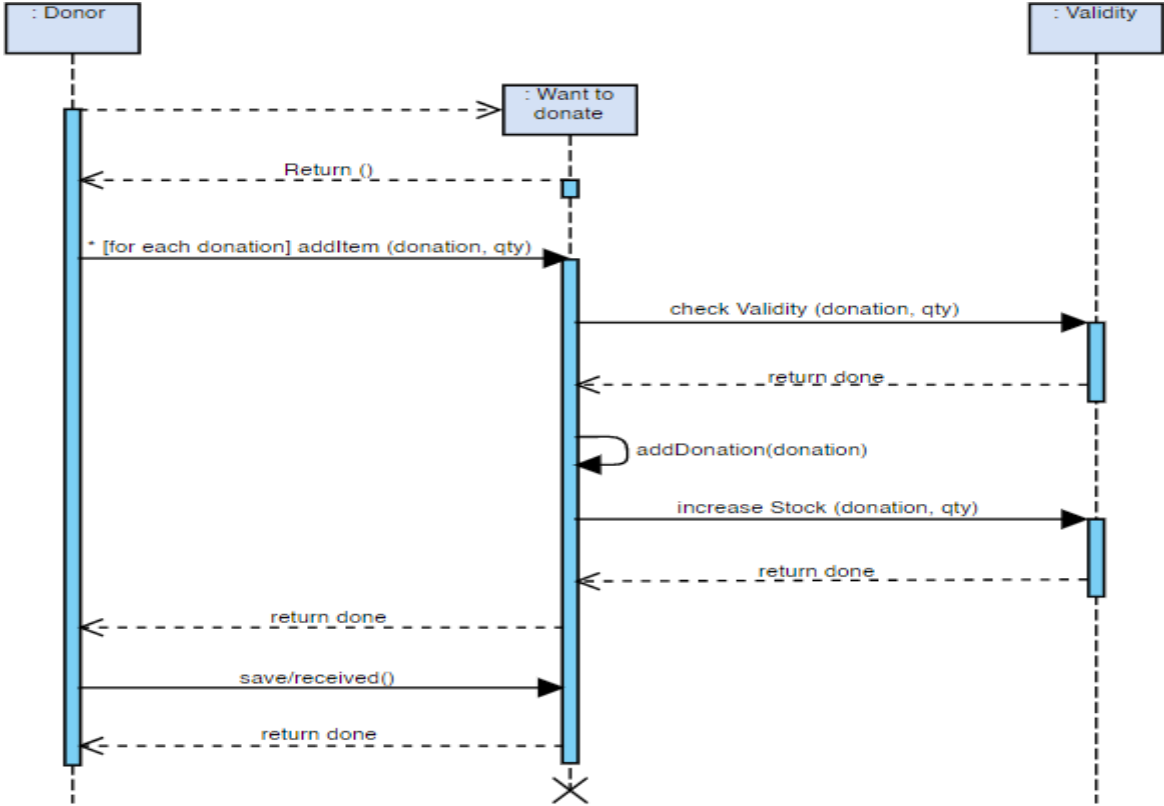 : Donor
: Validity
: Want to
donate
Return ()
* [for each donation] addItem (donation, qty)
check Validity (donation, qty)
return done
addDonation(donation)
increase Stock (donation, qty)
return done
return done
save/received()
return done